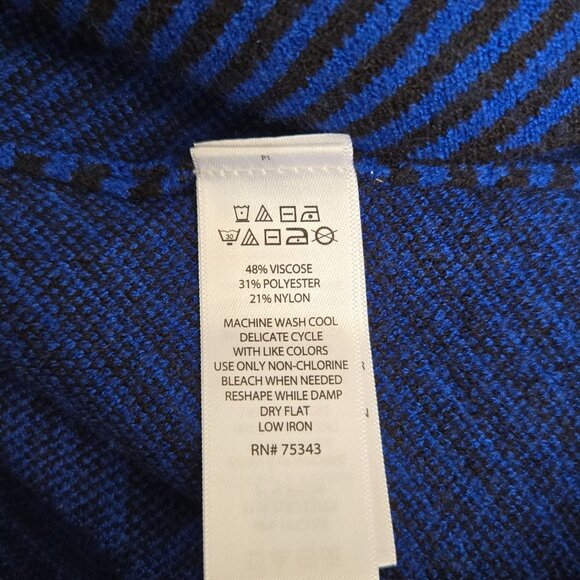 30
48% VISCOSE
31% POLYESTER
21% NYLON
MACHINE WASH COOL
DELICATE CYCLE
WITH LIKE COLORS
USE ONLY NON-CHLORINE
BLEACH WHEN NEEDED
RESHAPE WHILE DAMP
DRY FLAT
LOW IRON
RN# 75343